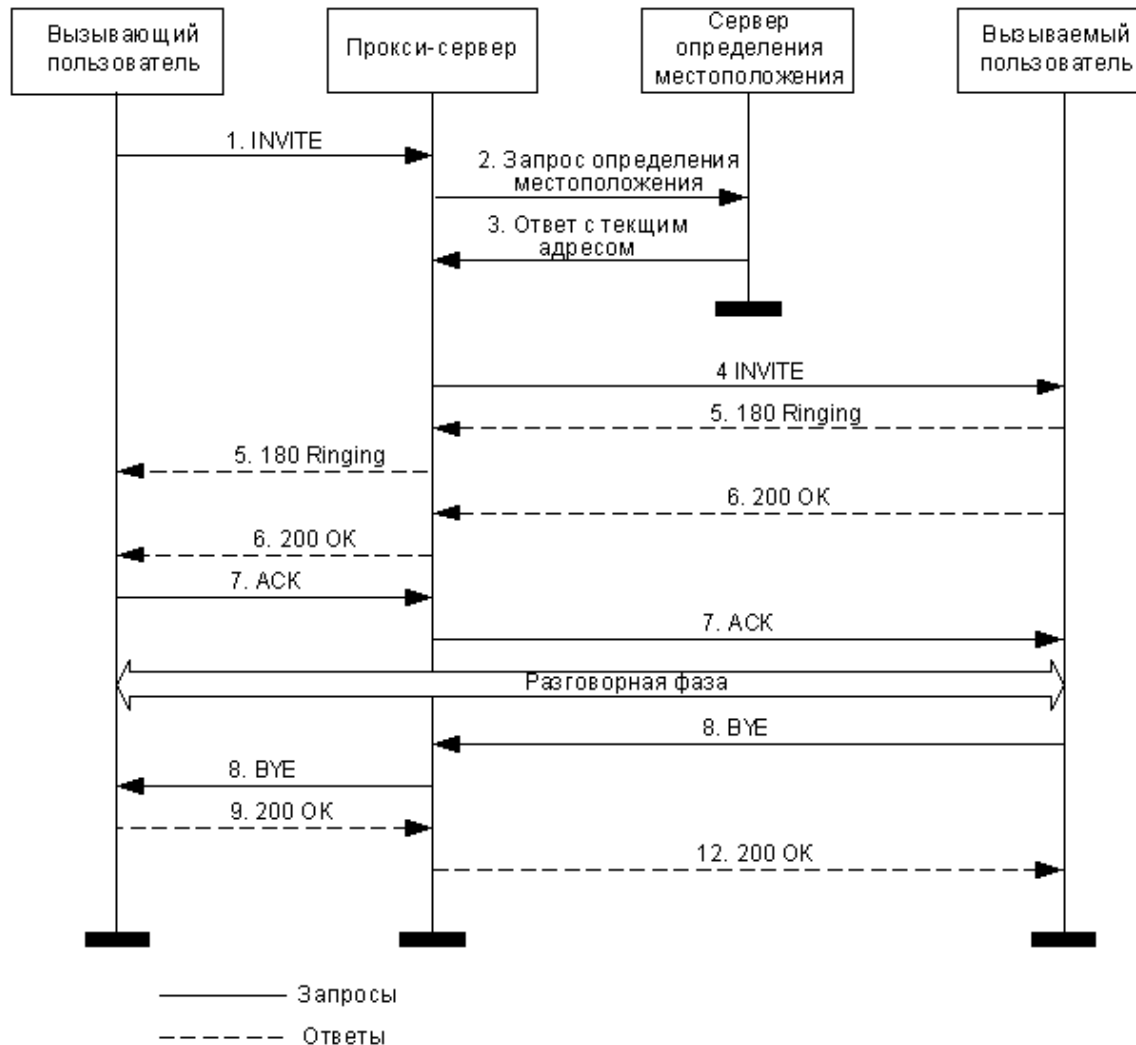 Вызывающий
пользователь
Прокси-сервер
Сервер
определения
местоположения
Вызываемый
пользователь
1. INVITE
2. Запрос определения
местоположения
3. Ответ с текщим
адресом
4 INVITE
5. 180 Ringing
5. 180 Ringing
6. 200 OK
6. 200 OK
7. ACK
7. ACK
Разговорная фаза
8. BYE
8. BYE
9. 200 OK
12. 200 OK
Запросы
Ответы